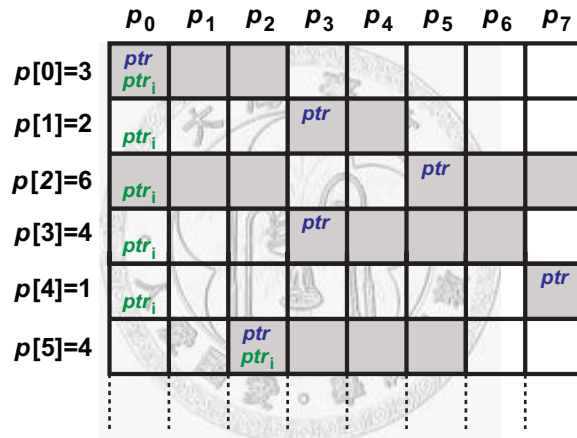 p0 p1 p2 p3 p4 p5 p6 p7
p[0]=3 ptr
ptri
p[1]=2 ptri ptr
p[2]=6 ptri ptr
p[3]=4 ptri ptr
p[4]=1 ptri ptr
p[5]=4 ptr
ptri